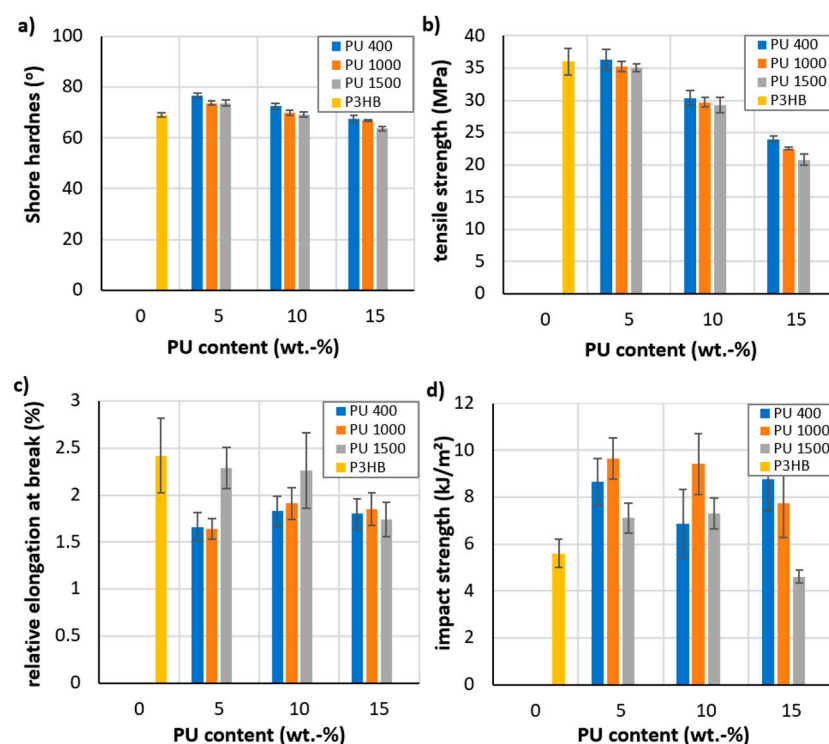 a)
100
80
60
40
20
0
Shore hardnes (°)
PU 400
PU 1000
PU 1500
P3HB
0 5 10 15
PU content (wt.-%)
b)
40
35
30
25
20
15
10
5
0
tensile strength (MPa)
PU 400
PU 1000
PU 1500
P3HB
0 5 10 15
PU content (wt.-%)
c)
3
2.5
2
1.5
1
0.5
0
relative elongation at break (%)
PU 400
PU 1000
PU 1500
P3HB
0 5 10 15
PU content (wt.-%)
d)
12
10
8
6
4
2
0
impact strength (kJ/m²)
PU 400
PU 1000
PU 1500
P3HB
0 5 10 15
PU content (wt.-%)